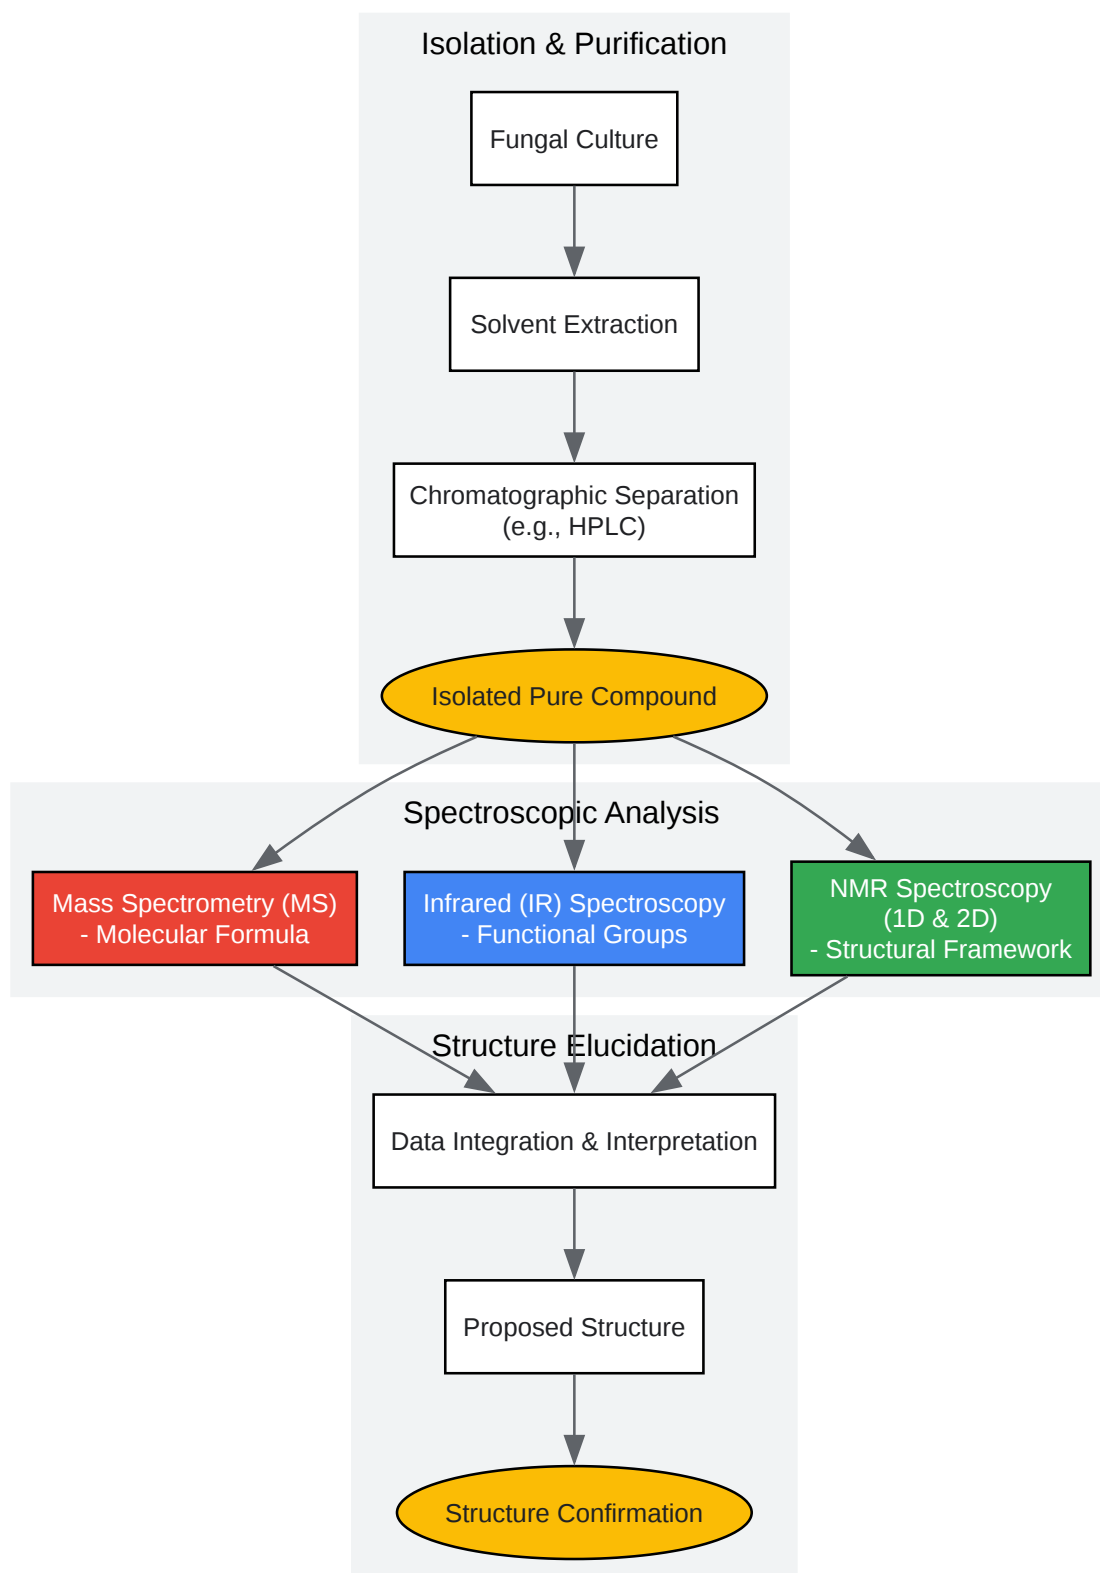 Isolation & Purification
Fungal Culture
Solvent Extraction
Chromatographic Separation
(e.g., HPLC)
Isolated Pure Compound
Spectroscopic Analysis
Mass Spectrometry (MS)
- Molecular Formula
Infrared (IR) Spectroscopy
- Functional Groups
NMR Spectroscopy
(1D & 2D)
- Structural Framework
Structure Elucidation
Data Integration & Interpretation
Proposed Structure
Structure Confirmation